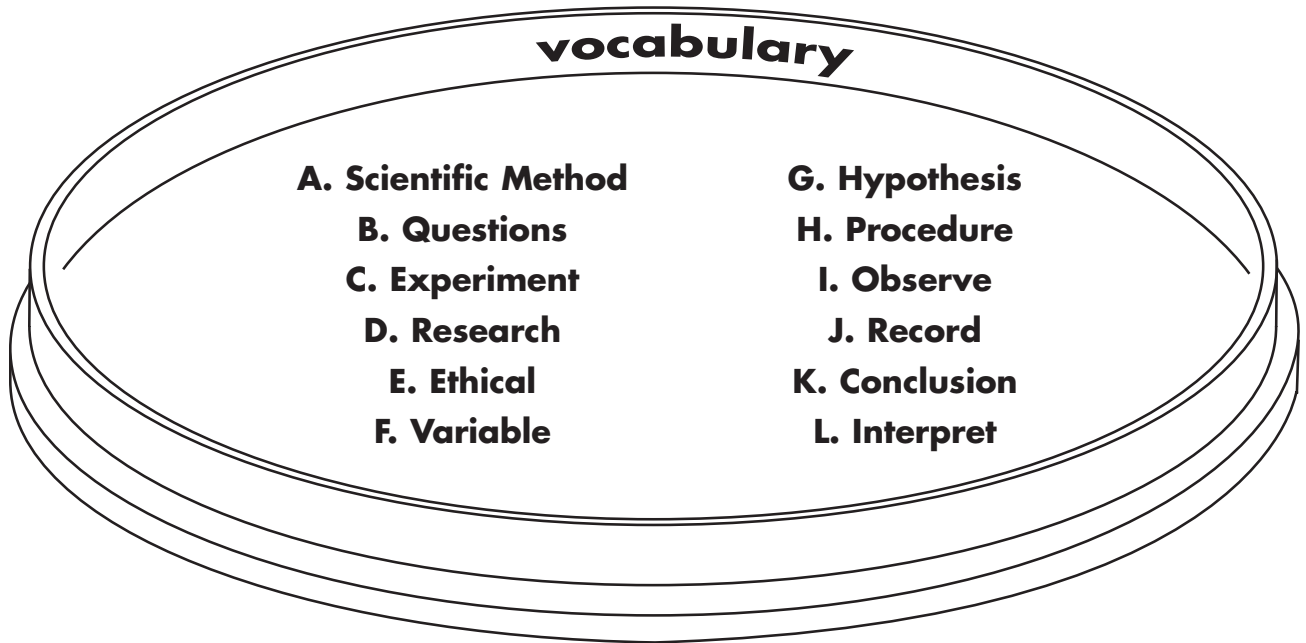 vocabulary
A. Scientific Method
B. Questions
C. Experiment
D. Research
E. Ethical
F. Variable
G. Hypothesis
H. Procedure
I. Observe
J. Record
K. Conclusion
L. Interpret